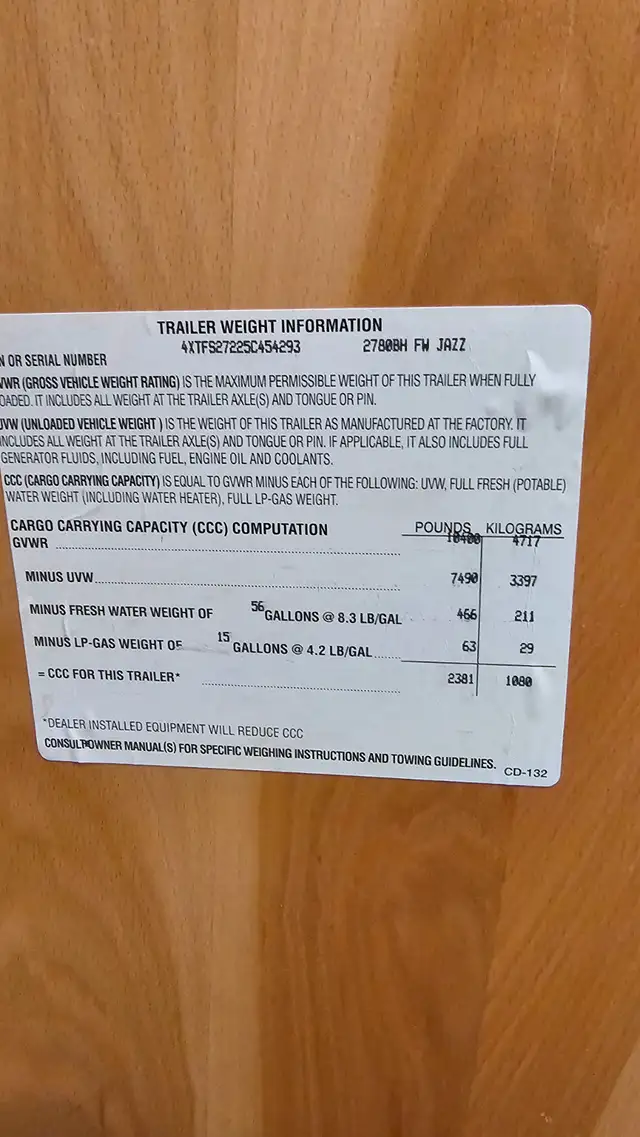 TRAILER WEIGHT INFORMATION
4XTFS27225C454293 2780BH FW JAZZ
N OR SERIAL NUMBER
VWR (GROSS VEHICLE WEIGHT RATING) IS THE MAXIMUM PERMISSIBLE WEIGHT OF THIS TRAILER WHEN FULLY
OADED. IT INCLUDES ALL WEIGHT AT THE TRAILER AXLE(S) AND TONGUE OR PIN.
UVW (UNLOADED VEHICLE WEIGHT ) IS THE WEIGHT OF THIS TRAILER AS MANUFACTURED AT THE FACTORY. IT
INCLUDES ALL WEIGHT AT THE TRAILER AXLE(S) AND TONGUE OR PIN. IF APPLICABLE, IT ALSO INCLUDES FULL
GENERATOR FLUIDS, INCLUDING FUEL, ENGINE OIL AND COOLANTS.
CCC (CARGO CARRYING CAPACITY) IS EQUAL TO GVWR MINUS EACH OF THE FOLLOWING: UVW, FULL FRESH (POTABLE)
WATER WEIGHT (INCLUDING WATER HEATER), FULL LP-GAS WEIGHT.
CARGO CARRYING CAPACITY (CCC) COMPUTATION POUNDS KILOGRAMS
GVWR 10400 4717
MINUS UVW 7490 3397
MINUS FRESH WATER WEIGHT OF 56 GALLONS @ 8.3 LB/GAL 466 211
MINUS LP-GAS WEIGHT OF 15 GALLONS @ 4.2 LB/GAL 63 29
= CCC FOR THIS TRAILER* 2381 1080
*DEALER INSTALLED EQUIPMENT WILL REDUCE CCC
CONSULT OWNER MANUAL(S) FOR SPECIFIC WEIGHING INSTRUCTIONS AND TOWING GUIDELINES.
CD-132